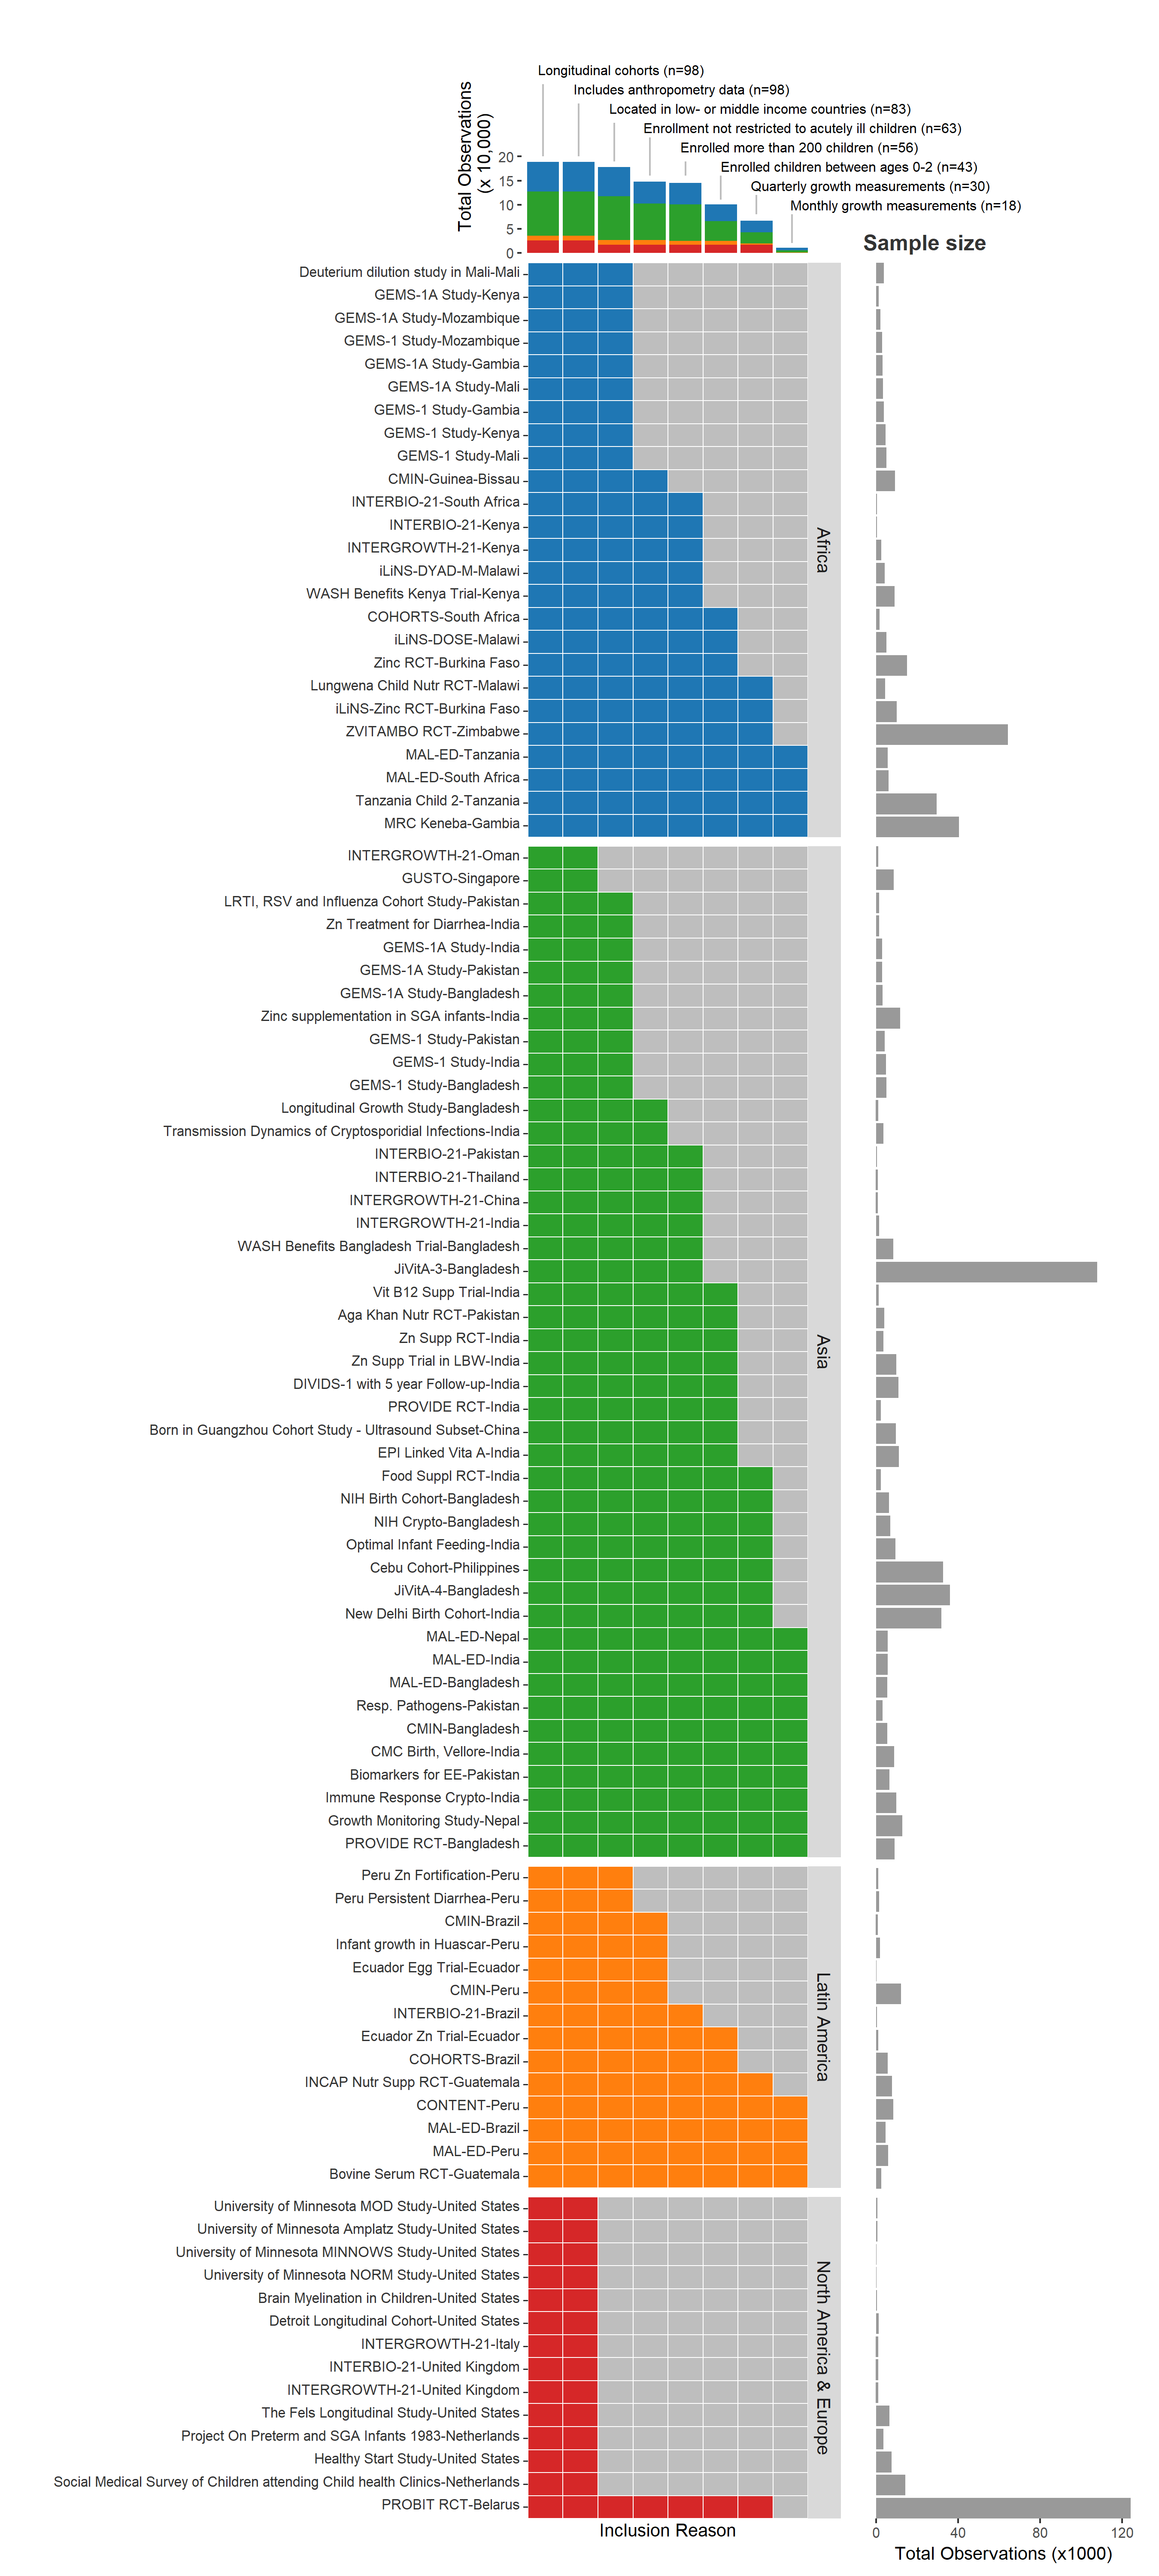 Longitudinal cohorts (n=98)
Includes anthropometry data (n=98)
Located in low- or middle income countries (n=83)
Enrollment not restricted to acutely ill children (n=63)
Enrolled more than 200 children (n=56)
Enrolled children between ages 0-2 (n=43)
Quarterly growth measurements (n=30)
Monthly growth measurements (n=18)
Total Observations
(x 10,000)
20
15
10
5
0
Sample size
Deuterium dilution study in Mali-Mali
GEMS-1A Study-Kenya
GEMS-1A Study-Mozambique
GEMS-1 Study-Mozambique
GEMS-1A Study-Gambia
GEMS-1A Study-Mali
GEMS-1 Study-Gambia
GEMS-1 Study-Kenya
GEMS-1 Study-Mali
CMIN-Guinea-Bissau
INTERBIO-21-South Africa
INTERBIO-21-Kenya
INTERGROWTH-21-Kenya
iLiNS-DYAD-M-Malawi
WASH Benefits Kenya Trial-Kenya
COHORTS-South Africa
iLiNS-DOSE-Malawi
Zinc RCT-Burkina Faso
Lungwena Child Nutr RCT-Malawi
iLiNS-Zinc RCT-Burkina Faso
ZVITAMBO RCT-Zimbabwe
MAL-ED-Tanzania
MAL-ED-South Africa
Tanzania Child 2-Tanzania
MRC Keneba-Gambia
Africa
INTERGROWTH-21-Oman
GUSTO-Singapore
LRTI, RSV and Influenza Cohort Study-Pakistan
Zn Treatment for Diarrhea-India
GEMS-1A Study-India
GEMS-1A Study-Pakistan
GEMS-1A Study-Bangladesh
Zinc supplementation in SGA infants-India
GEMS-1 Study-Pakistan
GEMS-1 Study-India
GEMS-1 Study-Bangladesh
Longitudinal Growth Study-Bangladesh
Transmission Dynamics of Cryptosporidial Infections-India
INTERBIO-21-Pakistan
INTERBIO-21-Thailand
INTERGROWTH-21-China
INTERGROWTH-21-India
WASH Benefits Bangladesh Trial-Bangladesh
JiVitA-3-Bangladesh
Vit B12 Supp Trial-India
Aga Khan Nutr RCT-Pakistan
Zn Supp RCT-India
Zn Supp Trial in LBW-India
DIVIDS-1 with 5 year Follow-up-India
PROVIDE RCT-India
Born in Guangzhou Cohort Study - Ultrasound Subset-China
EPI Linked Vita A-India
Food Suppl RCT-India
NIH Birth Cohort-Bangladesh
NIH Crypto-Bangladesh
Optimal Infant Feeding-India
Cebu Cohort-Philippines
JiVitA-4-Bangladesh
New Delhi Birth Cohort-India
MAL-ED-Nepal
MAL-ED-India
MAL-ED-Bangladesh
Resp. Pathogens-Pakistan
CMIN-Bangladesh
CMC Birth, Vellore-India
Biomarkers for EE-Pakistan
Immune Response Crypto-India
Growth Monitoring Study-Nepal
PROVIDE RCT-Bangladesh
Asia
Peru Zn Fortification-Peru
Peru Persistent Diarrhea-Peru
CMIN-Brazil
Infant growth in Huascar-Peru
Ecuador Egg Trial-Ecuador
CMIN-Peru
INTERBIO-21-Brazil
Ecuador Zn Trial-Ecuador
COHORTS-Brazil
INCAP Nutr Supp RCT-Guatemala
CONTENT-Peru
MAL-ED-Brazil
MAL-ED-Peru
Bovine Serum RCT-Guatemala
Latin America
University of Minnesota MOD Study-United States
University of Minnesota Amplatz Study-United States
University of Minnesota MINNOWS Study-United States
University of Minnesota NORM Study-United States
Brain Myelination in Children-United States
Detroit Longitudinal Cohort-United States
INTERGROWTH-21-Italy
INTERBIO-21-United Kingdom
INTERGROWTH-21-United Kingdom
The Fels Longitudinal Study-United States
Project On Preterm and SGA Infants 1983-Netherlands
Healthy Start Study-United States
Social Medical Survey of Children attending Child health Clinics-Netherlands
PROBIT RCT-Belarus
North America & Europe
Inclusion Reason
0
40
80
120
Total Observations (x1000)